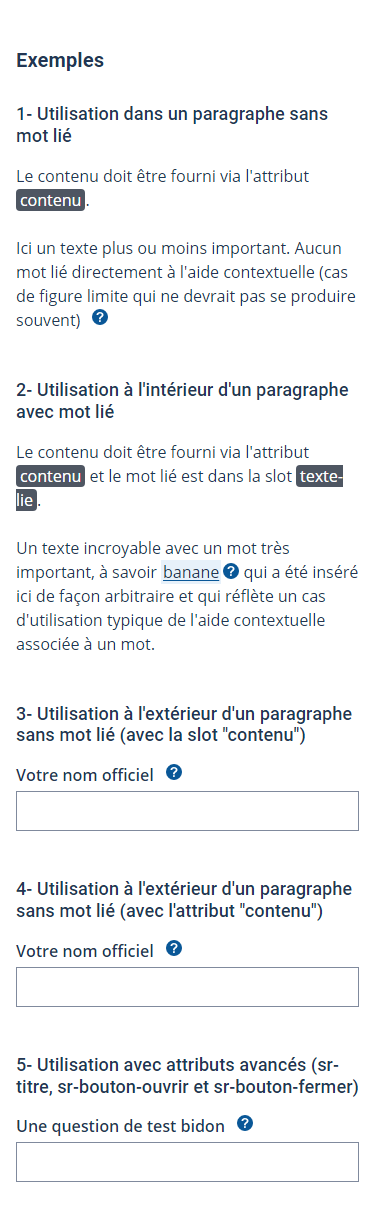 Exemples
1- Utilisation dans un paragraphe sans
mot lié
Le contenu doit être fourni via l'attribut
contenu.
Ici un texte plus ou moins important. Aucun
mot lié directement à l'aide contextuelle (cas
de figure limite qui ne devrait pas se produire
souvent) ?
2- Utilisation à l'intérieur d'un paragraphe
avec mot lié
Le contenu doit être fourni via l'attribut
contenu et le mot lié est dans la slot texte-
lie.
Un texte incroyable avec un mot très
important, à savoir banane ? qui a été inséré
ici de façon arbitraire et qui réflète un cas
d'utilisation typique de l'aide contextuelle
associée à un mot.
3- Utilisation à l'extérieur d'un paragraphe
sans mot lié (avec la slot "contenu")
Votre nom officiel ?
4- Utilisation à l'extérieur d'un paragraphe
sans mot lié (avec l'attribut "contenu")
Votre nom officiel ?
5- Utilisation avec attributs avancés (sr-
titre, sr-bouton-ouvrir et sr-bouton-fermer)
Une question de test bidon ?